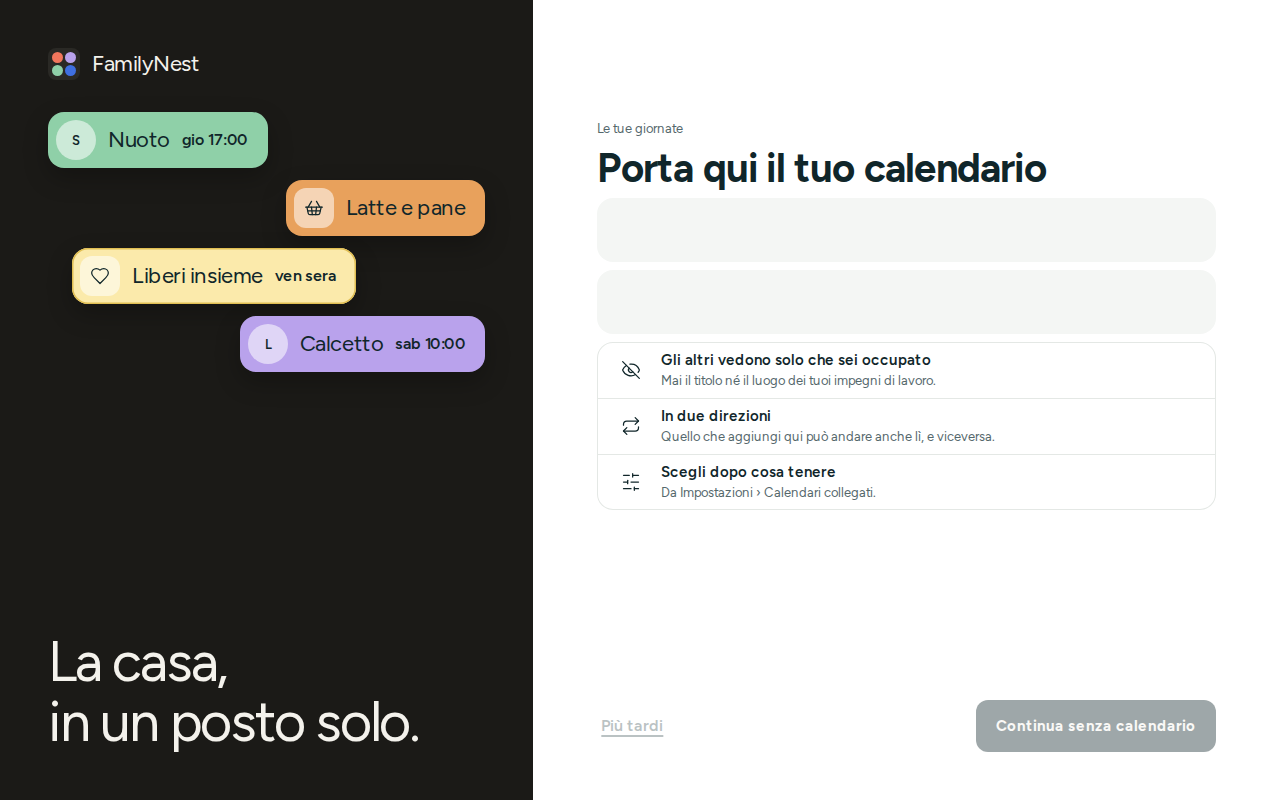 FamilyNest
S Nuoto gio 17:00
Latte e pane
Liberi insieme ven sera
L Calcetto sab 10:00
La casa,
in un posto solo.
Le tue giornate
Porta qui il tuo calendario
Gli altri vedono solo che sei occupato
Mai il titolo né il luogo dei tuoi impegni di lavoro.
In due direzioni
Quello che aggiungi qui può andare anche lì, e viceversa.
Scegli dopo cosa tenere
Da Impostazioni › Calendari collegati.
Più tardi
Continua senza calendario